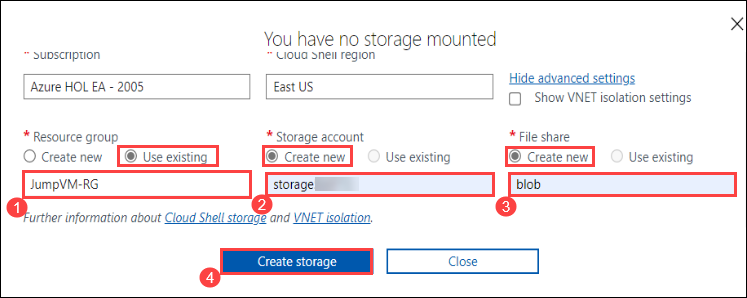 You have no storage mounted
* Subscription * Cloud Shell region
Azure HOL EA - 2005 East US Hide advanced settings
Show VNET isolation settings
* Resource group * Storage account * File share
Create new Use existing Create new Use existing Create new Use existing
JumpVM-RG storage blob
1 2 3
Further information about Cloud Shell storage and VNET isolation.
Create storage Close
4